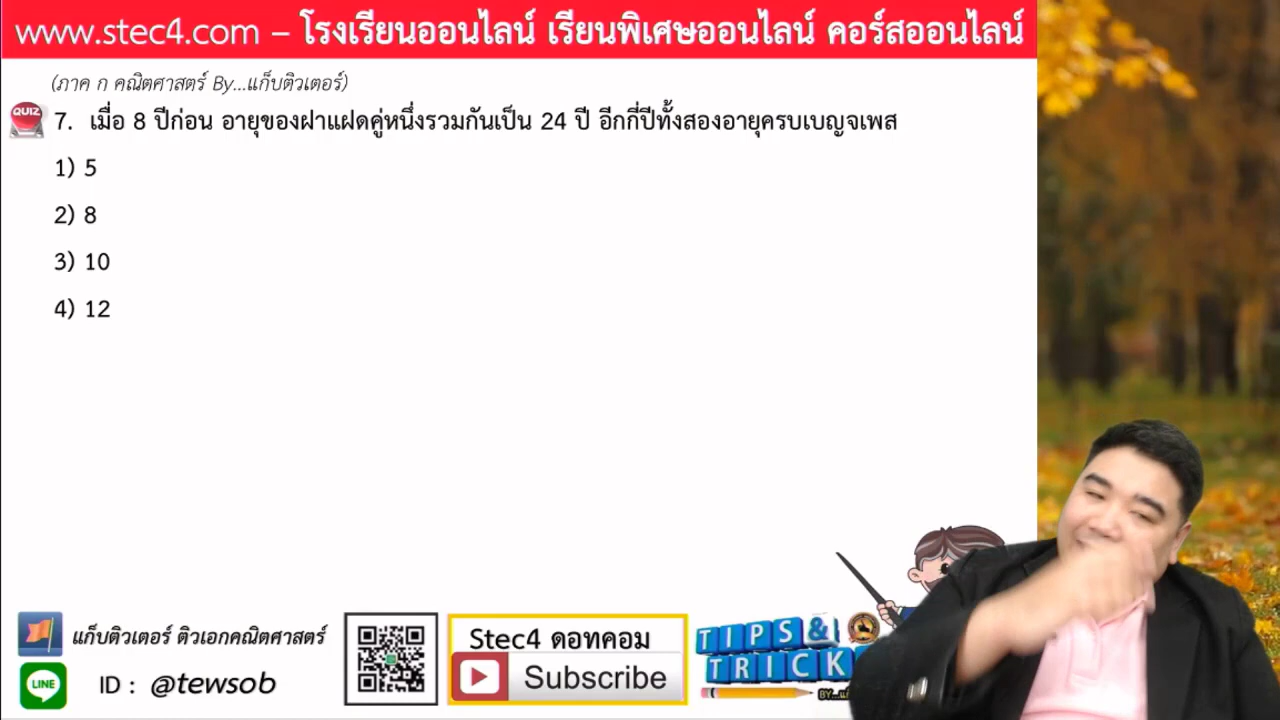 www.stec4.com – โรงเรียนออนไลน์ เรียนพิเศษออนไลน์ คอร์สออนไลน์
(ภาค ก คณิตศาสตร์ By...แก็บติวเตอร์)
QUIZ
7. เมื่อ 8 ปีก่อน อายุของฝาแฝดคู่หนึ่งรวมกันเป็น 24 ปี อีกกี่ปีทั้งสองอายุครบเบญจเพส
1) 5
2) 8
3) 10
4) 12
แก็บติวเตอร์ ติวเอกคณิตศาสตร์
LINE
ID : @tewsob
Stec4 ดอทคอม
Subscribe
TIPS &
TRICK